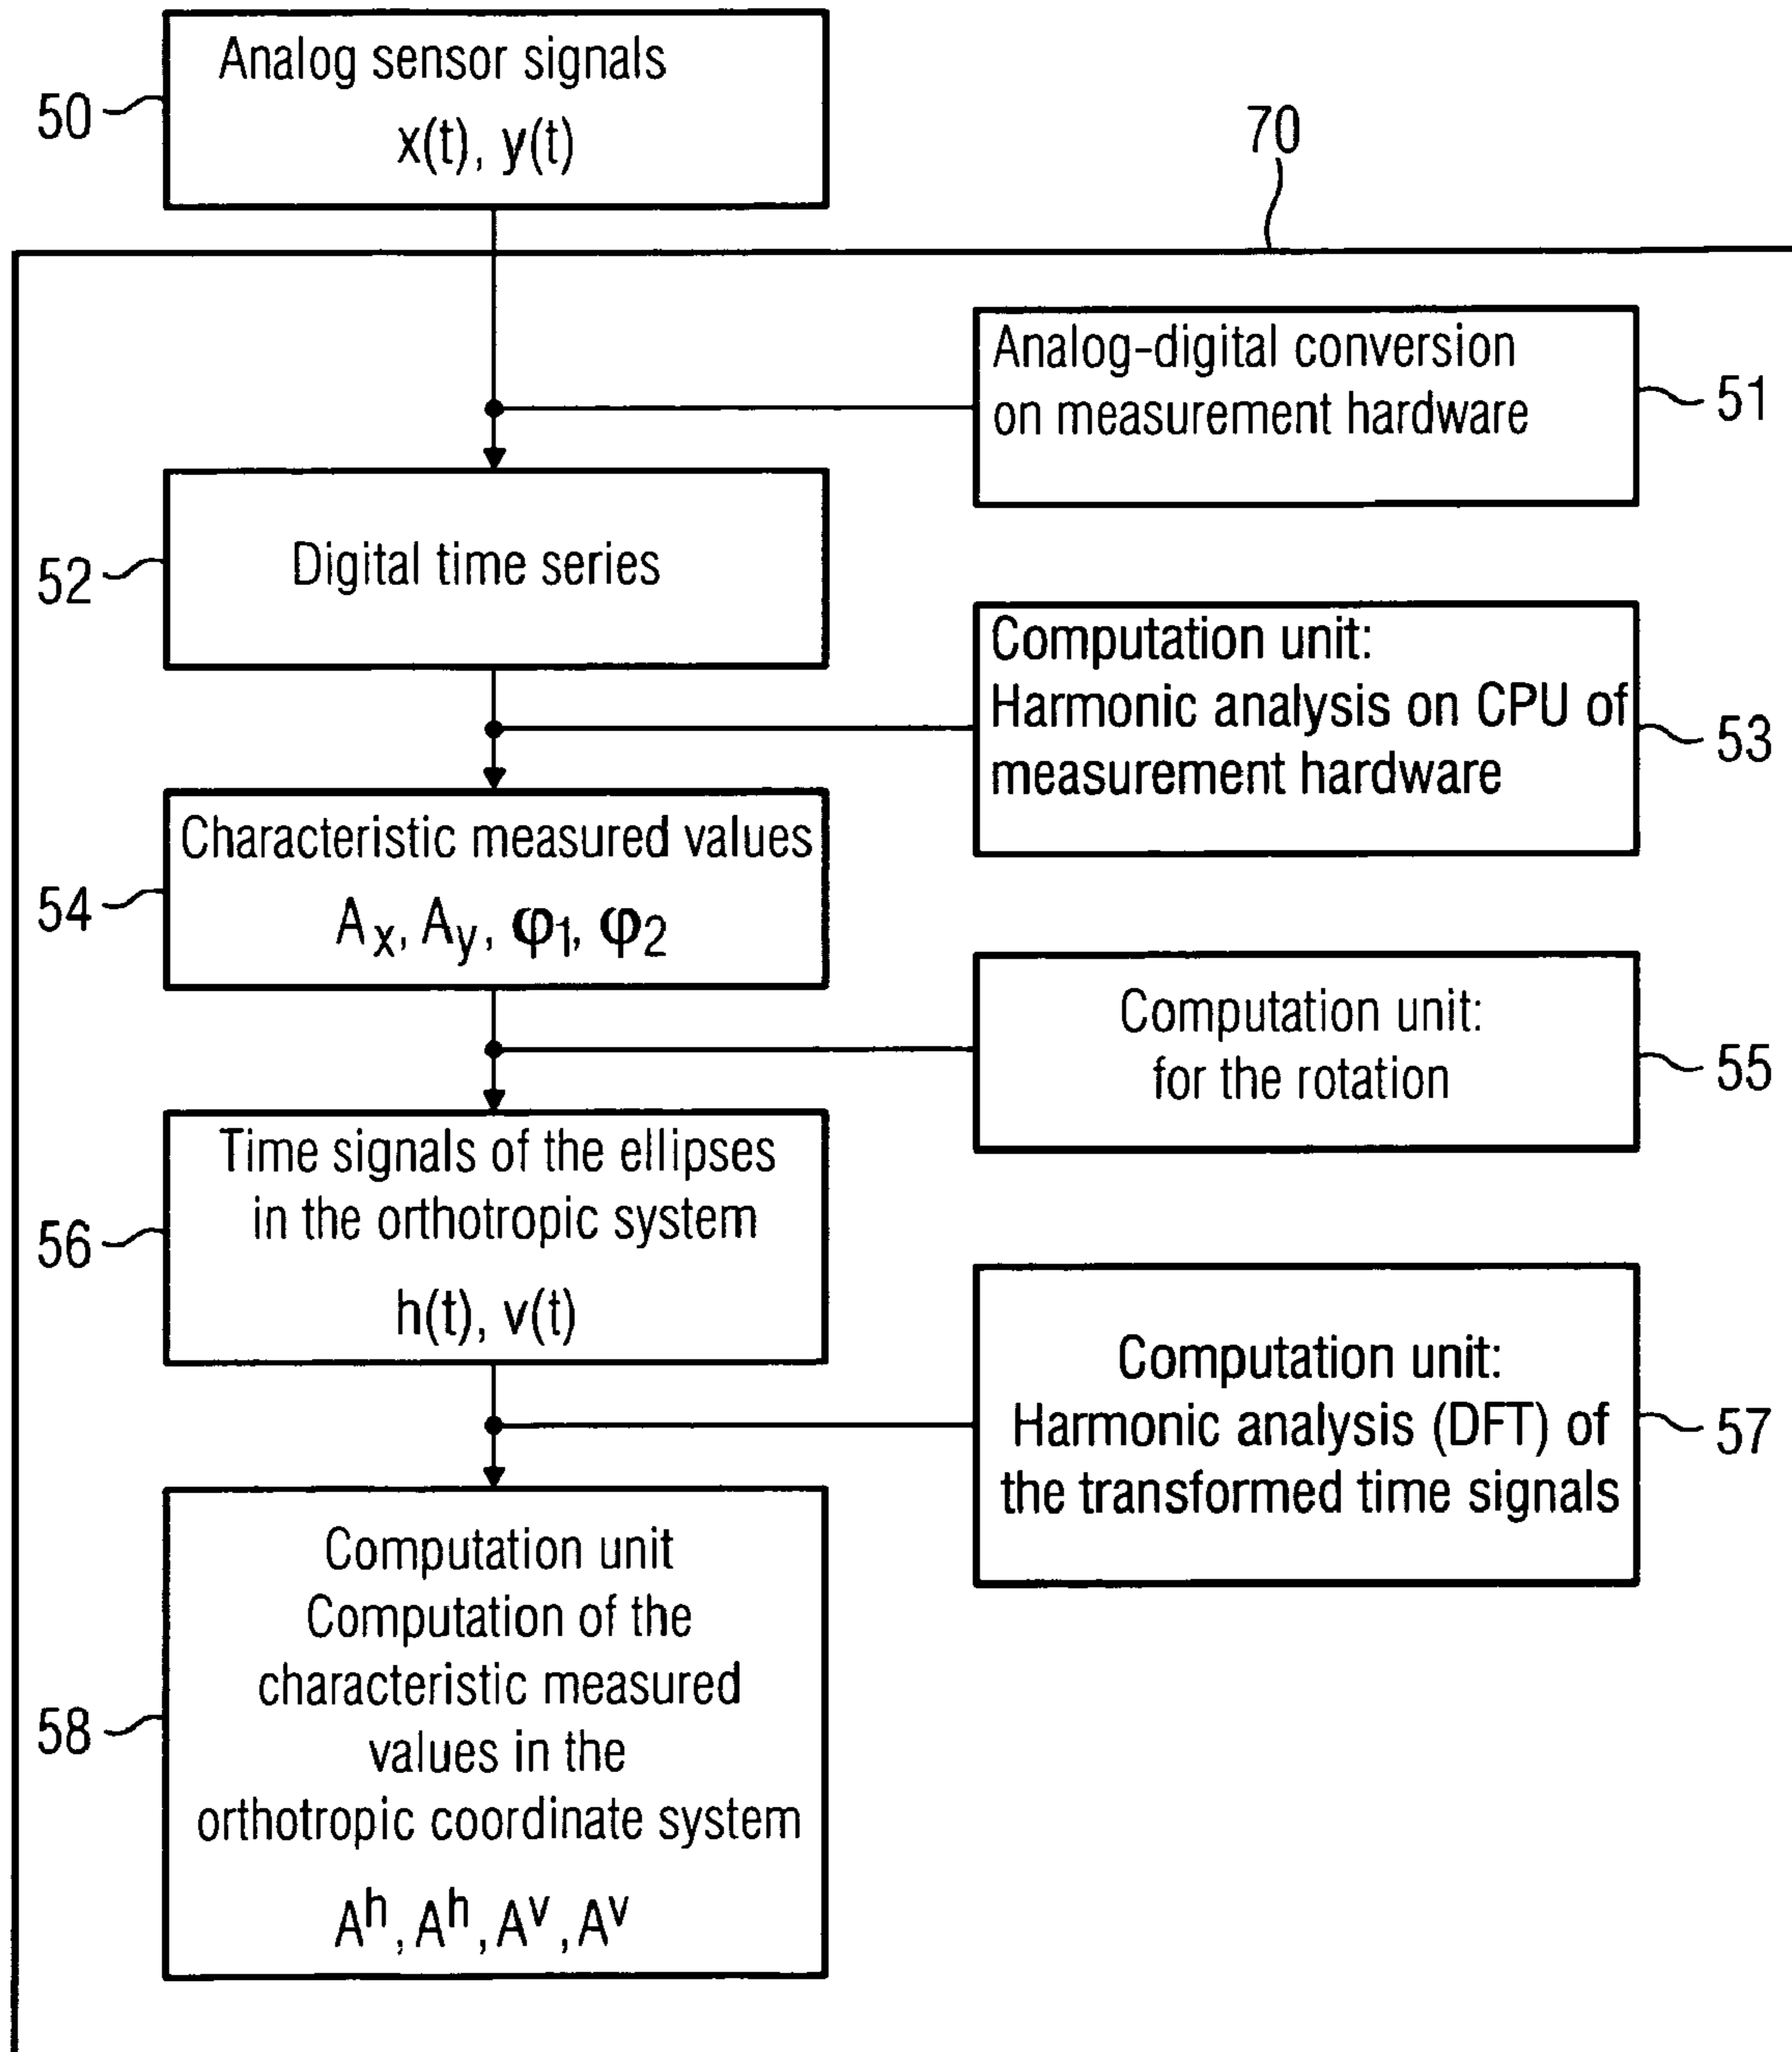 Analog sensor signals
x(t), y(t)
50
70
Analog-digital conversion
on measurement hardware
51
Digital time series
52
Computation unit:
Harmonic analysis on CPU of
measurement hardware
53
Characteristic measured values
Ax, Ay, φ1, φ2
54
Computation unit:
for the rotation
55
Time signals of the ellipses
in the orthotropic system
h(t), v(t)
56
Computation unit:
Harmonic analysis (DFT) of
the transformed time signals
57
Computation unit
Computation of the
characteristic measured
values in the
orthotropic coordinate system
Aʰ, Aʰ, Aᵛ, Aᵛ
58